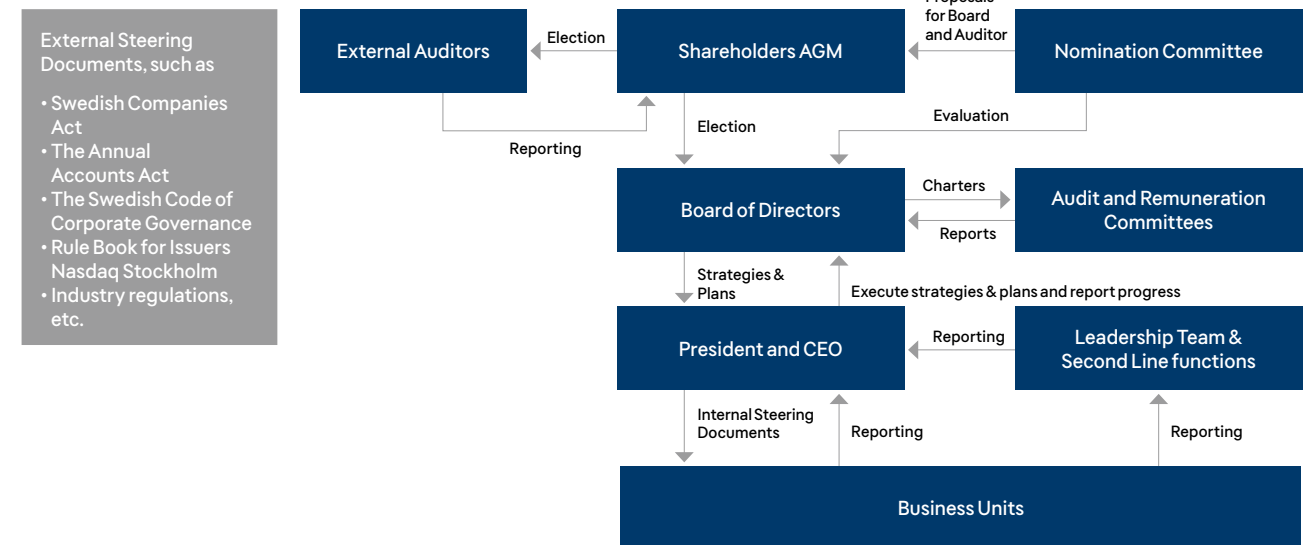 External Steering
Documents, such as
• Swedish Companies
Act
• The Annual
Accounts Act
• The Swedish Code of
Corporate Governance
• Rule Book for Issuers
Nasdaq Stockholm
• Industry regulations,
etc.
External Auditors
Election
Shareholders AGM
Proposals
for Board
and Auditor
Nomination Committee
Reporting
Election
Evaluation
Board of Directors
Charters
Reports
Audit and Remuneration
Committees
Strategies &
Plans
Execute strategies & plans and report progress
President and CEO
Reporting
Leadership Team &
Second Line functions
Internal Steering
Documents
Reporting
Reporting
Business Units